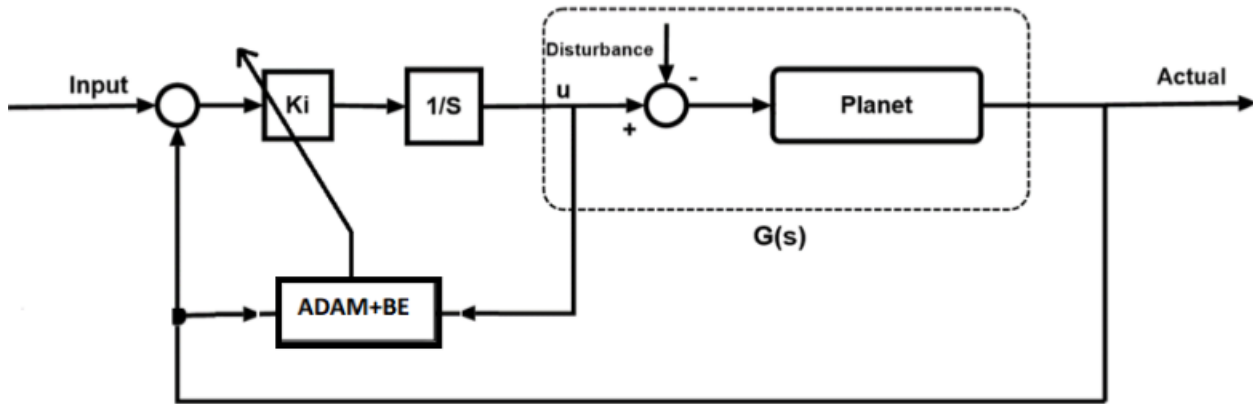 Disturbance
-
Input
Ki
1/S
u
+
Planet
Actual
G(s)
ADAM+BE